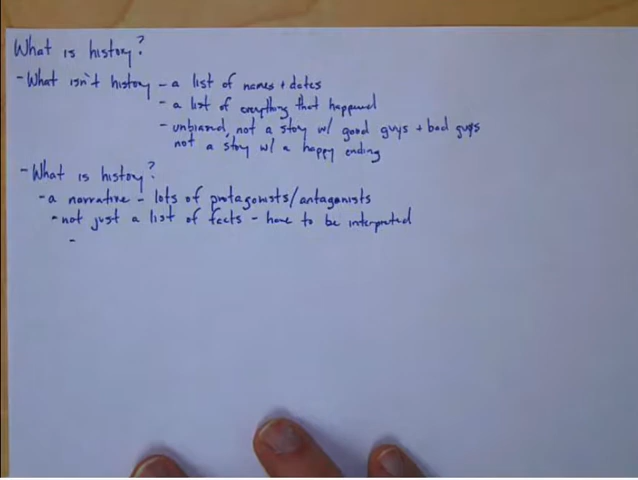 What is history?
- What isn't history - a list of names + dates
- a list of everything that happened
- unbiased, not a story w/ good guys + bad guys
not a story w/ a happy ending
- What is history?
- a narrative - lots of protagonists/antagonists
- not just a list of facts - have to be interpreted
-